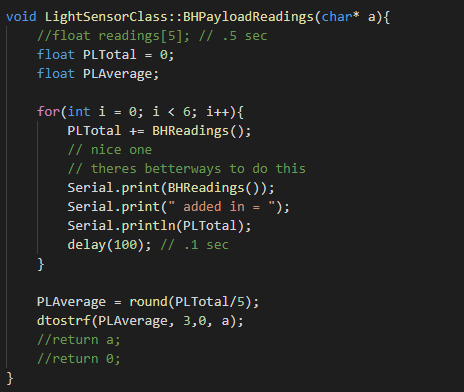 void LightSensorClass::BHPayloadReadings(char* a){
    //float readings[5]; // .5 sec
    float PLTotal = 0;
    float PLAverage;

    for(int i = 0; i < 6; i++){
        PLTotal += BHReadings();
        // nice one
        // theres betterways to do this
        Serial.print(BHReadings());
        Serial.print(" added in = ");
        Serial.println(PLTotal);
        delay(100); // .1 sec
    }

    PLAverage = round(PLTotal/5);
    dtostrf(PLAverage, 3,0, a);
    //return a;
    //return 0;
}